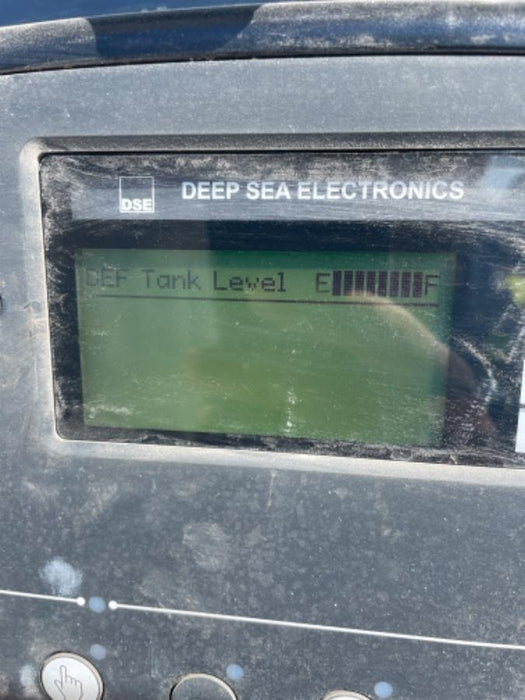 DSE
DEEP SEA ELECTRONICS
DEF Tank Level E F